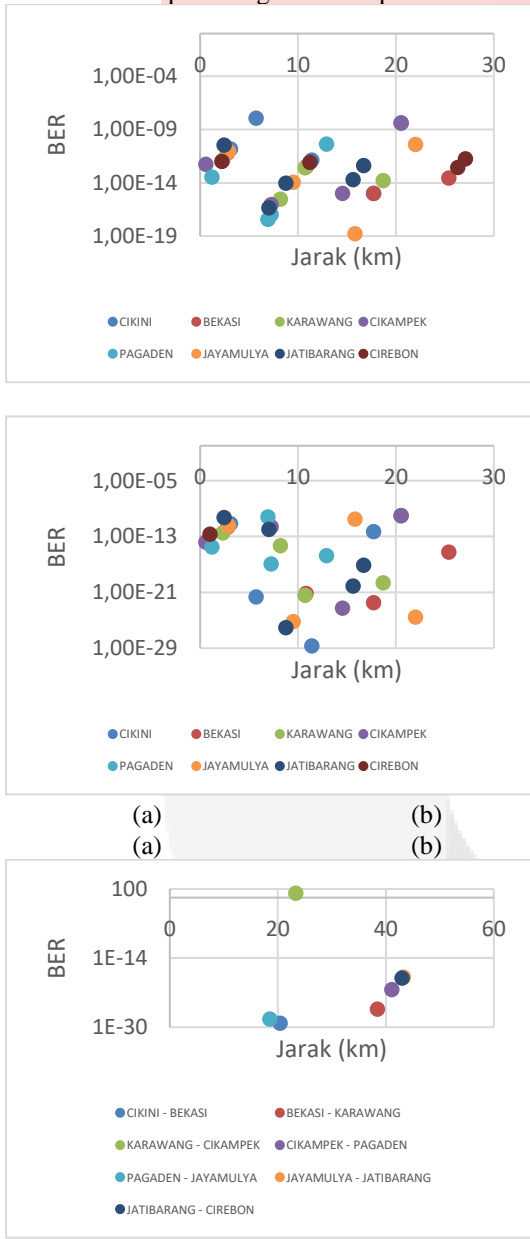 0 10 20 30
1,00E-04
1,00E-09
1,00E-14
1,00E-19
BER
Jarak (km)
CIKINI BEKASI KARAWANG CIKAMPEK
PAGADEN JAYAMULYA JATIBARANG CIREBON
0 10 20 30
1,00E-05
1,00E-13
1,00E-21
1,00E-29
BER
Jarak (km)
CIKINI BEKASI KARAWANG CIKAMPEK
PAGADEN JAYAMULYA JATIBARANG CIREBON
(a) (b)
(a) (b)
100
0 20 40 60
1E-14
1E-30
BER
Jarak (km)
CIKINI - BEKASI BEKASI - KARAWANG
KARAWANG - CIKAMPEK CIKAMPEK - PAGADEN
PAGADEN - JAYAMULYA JAYAMULYA - JATIBARANG
JATIBARANG - CIREBON